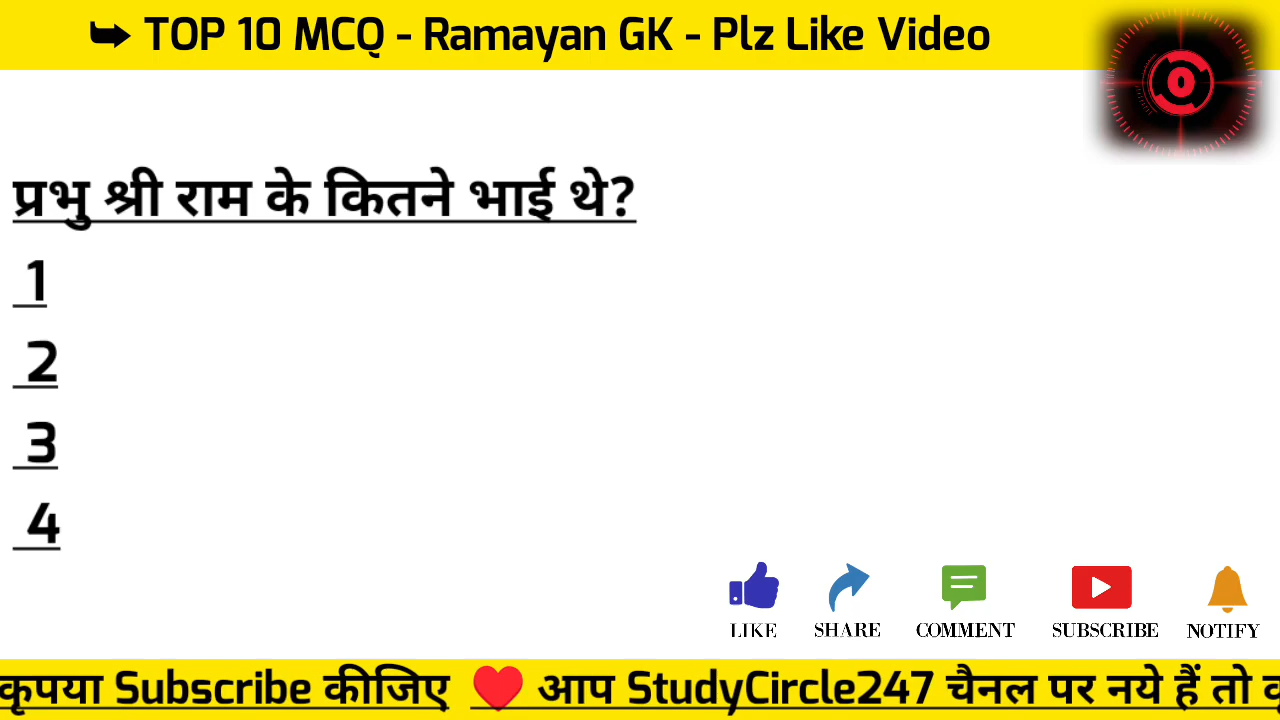 ➥ TOP 10 MCQ - Ramayan GK - Plz Like Video
प्रभु श्री राम के कितने भाई थे?
1
2
3
4
LIKE SHARE COMMENT SUBSCRIBE NOTIFY
कृपया Subscribe कीजिए ❤️ आप StudyCircle247 चैनल पर नये हैं तो